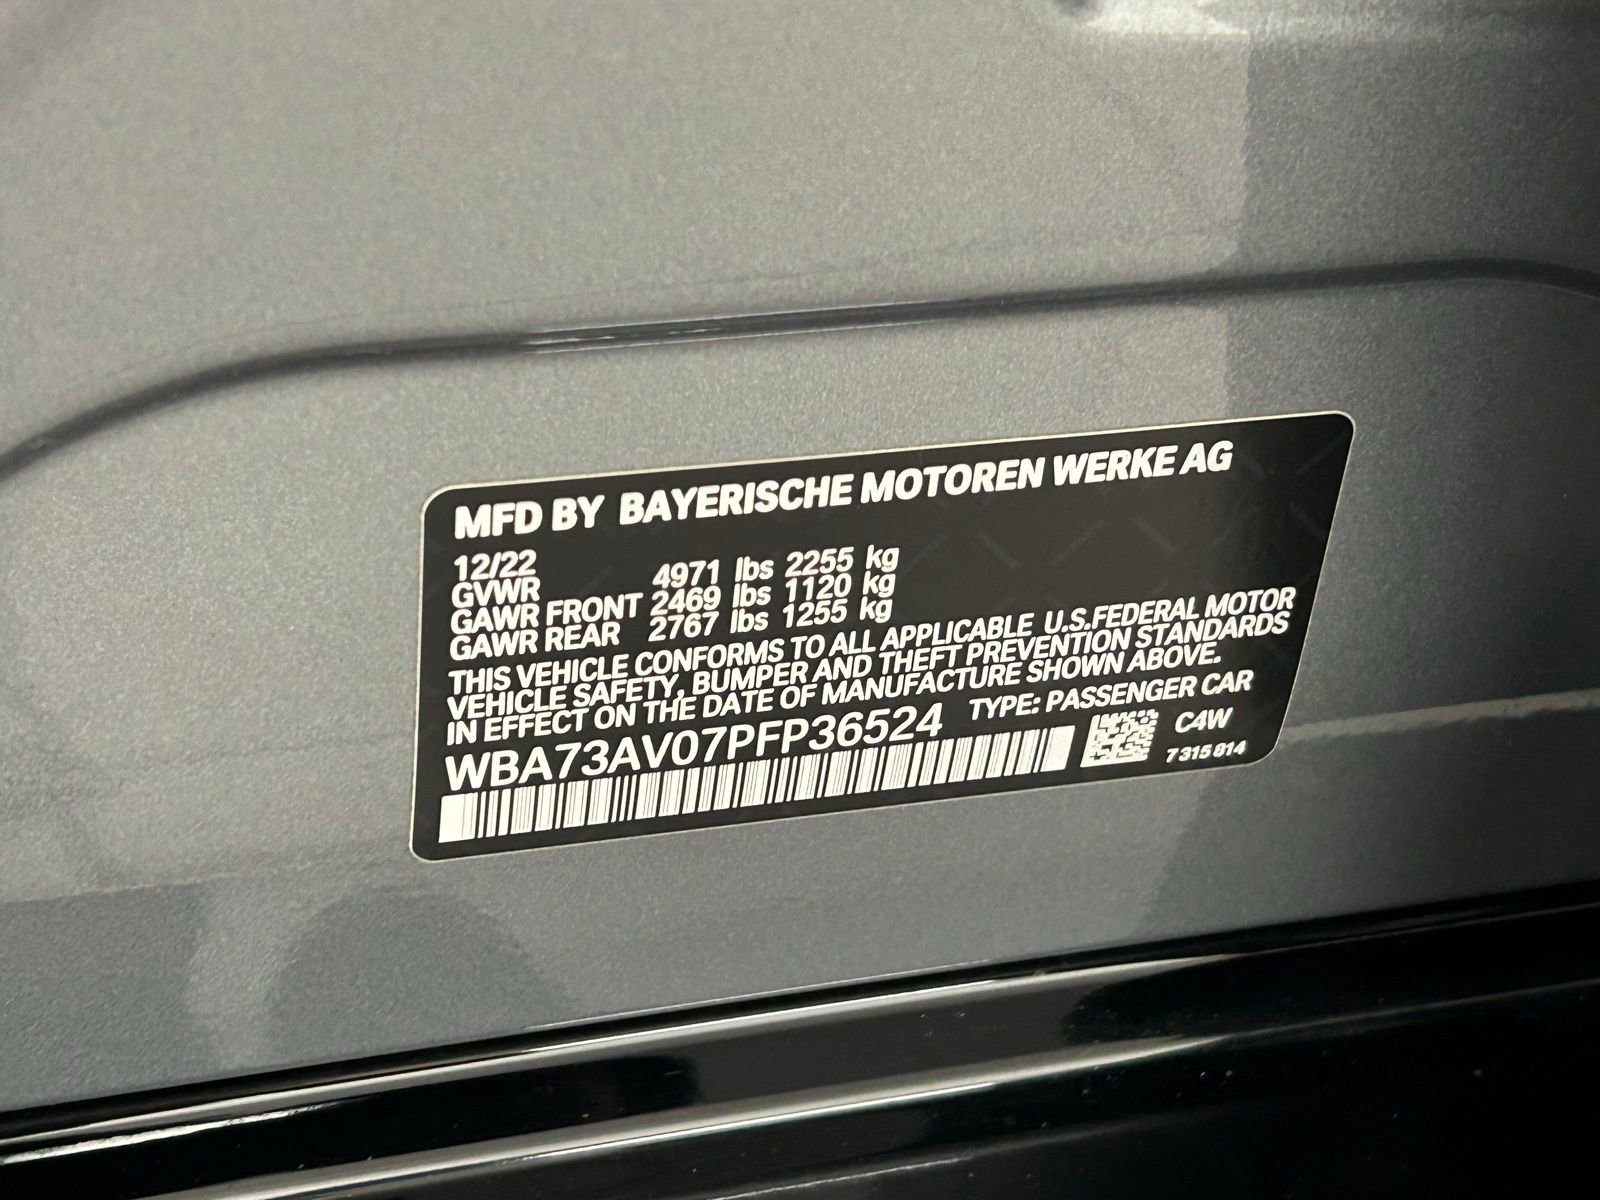 MFD BY BAYERISCHE MOTOREN WERKE AG
12/22
GVWR 4971 lbs 2255 kg
GAWR FRONT 2469 lbs 1120 kg
GAWR REAR 2767 lbs 1255 kg
THIS VEHICLE CONFORMS TO ALL APPLICABLE U.S.FEDERAL MOTOR
VEHICLE SAFETY, BUMPER AND THEFT PREVENTION STANDARDS
IN EFFECT ON THE DATE OF MANUFACTURE SHOWN ABOVE.
WBA73AV07PFP36524 TYPE: PASSENGER CAR
C4W
7 315 814